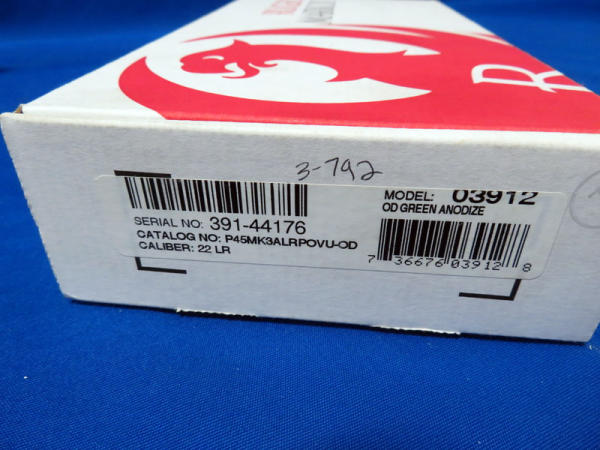 R
3-792
MODEL: 03912
OD GREEN ANODIZE
SERIAL NO: 391-44176
CATALOG NO: P45MK3ALRPOVU-OD
CALIBER: 22 LR
7 36676 03912 8